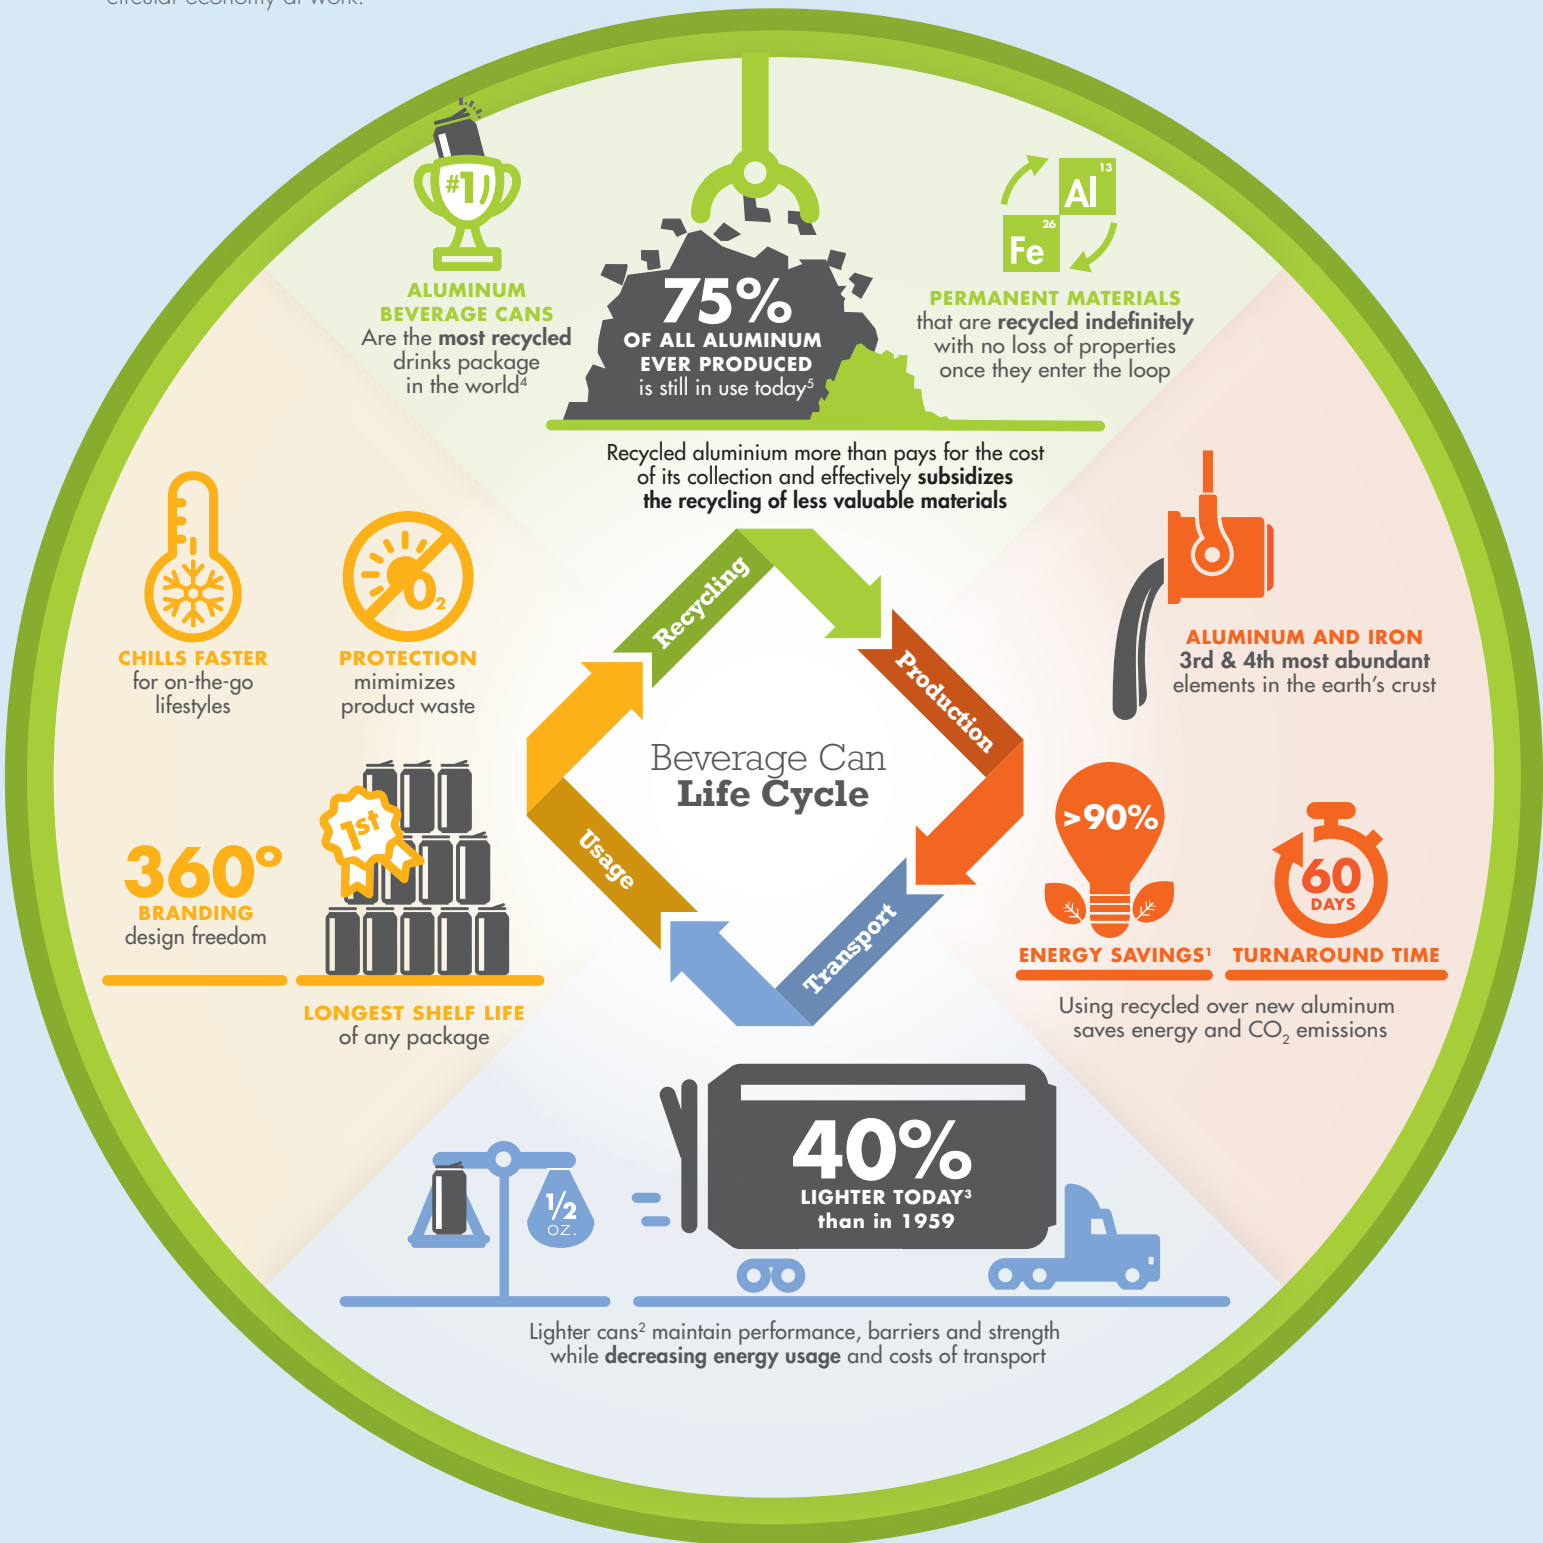 circular economy at work.
#1
ALUMINUM
BEVERAGE CANS
Are the most recycled
drinks package
in the world⁴
75%
OF ALL ALUMINUM
EVER PRODUCED
is still in use today⁵
13
Al
26
Fe
PERMANENT MATERIALS
that are recycled indefinitely
with no loss of properties
once they enter the loop
Recycled aluminium more than pays for the cost
of its collection and effectively subsidizes
the recycling of less valuable materials
CHILLS FASTER
for on-the-go
lifestyles
O₂
PROTECTION
mimimizes
product waste
360º
BRANDING
design freedom
1st
LONGEST SHELF LIFE
of any package
Recycling
Production
Transport
Usage
Beverage Can
Life Cycle
ALUMINUM AND IRON
3rd & 4th most abundant
elements in the earth's crust
>90%
ENERGY SAVINGS¹
60
DAYS
TURNAROUND TIME
Using recycled over new aluminum
saves energy and CO₂ emissions
1/2
OZ.
40%
LIGHTER TODAY³
than in 1959
Lighter cans² maintain performance, barriers and strength
while decreasing energy usage and costs of transport